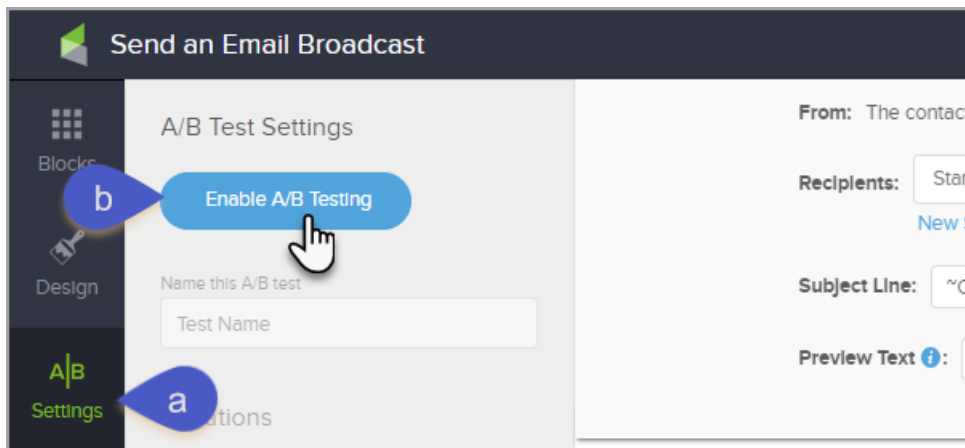 Send an Email Broadcast
Blocks
Design
A|B
Settings
A/B Test Settings
Enable A/B Testing
b
Name this A/B test
Test Name
a
From: The
Recipients:
New
Subject Line:
Preview Text i :